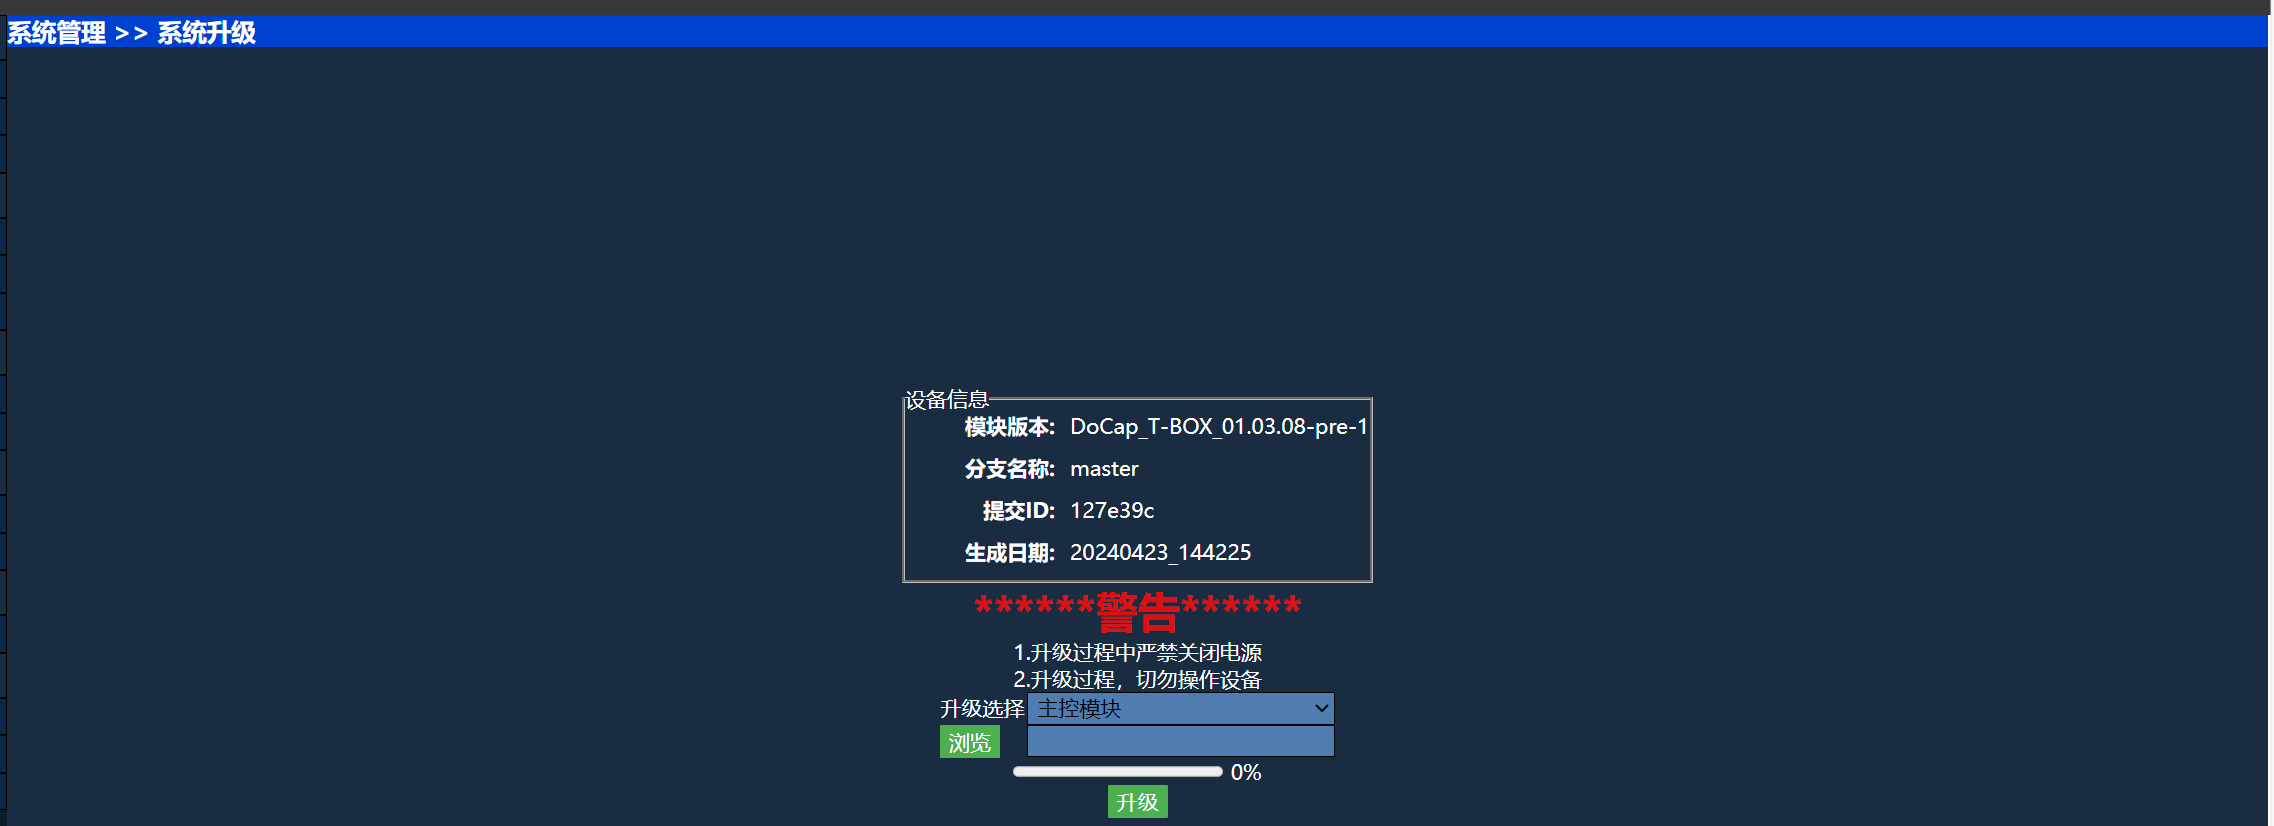 系统管理 >> 系统升级
设备信息
模块版本: DoCap_T-BOX_01.03.08-pre-1
分支名称: master
提交ID: 127e39c
生成日期: 20240423_144225
******警告******
1.升级过程中严禁关闭电源
2.升级过程，切勿操作设备
升级选择 主控模块
浏览
0%
升级